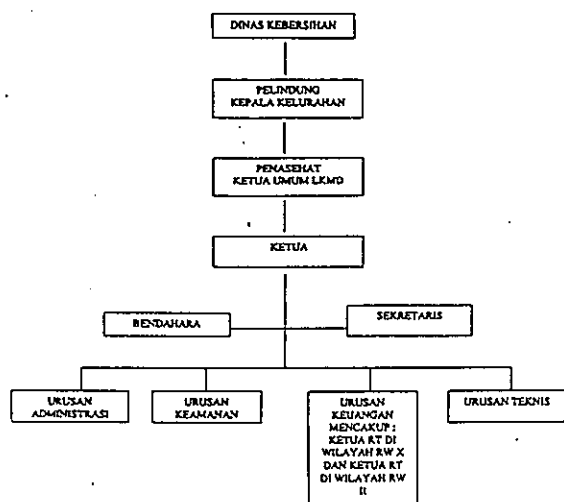 DINAS KEBERSIHAN
PELINDUNG
KEPALA KELURAHAN
PENASEHAT
KETUA UMUM LKMD
KETUA
BENDAHARA
SEKRETARIS
URUSAN
ADMINISTRASI
URUSAN
KEAMANAN
URUSAN
KEUANGAN
MENCAKUP :
KETUA RT DI
WILAYAH RW X
DAN KETUA RT
DI WILAYAH RW
II
URUSAN TEKNIS